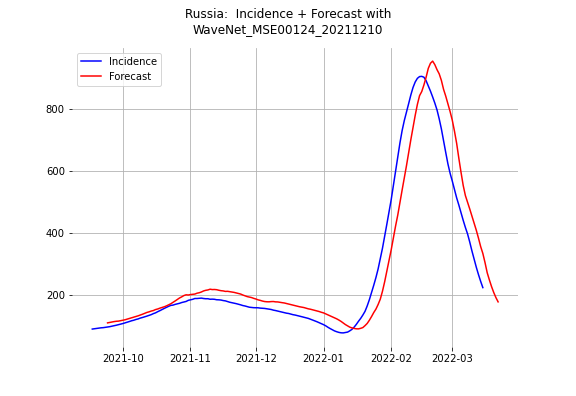 Russia:  Incidence + Forecast with
WaveNet_MSE00124_20211210
Incidence
Forecast
800
600
400
200
2021-10 2021-11 2021-12 2022-01 2022-02 2022-03